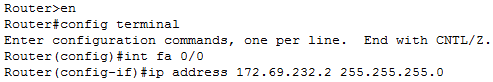 Router>en
Router#config terminal
Enter configuration commands, one per line.  End with CNTL/Z.
Router(config)#int fa 0/0
Router(config-if)#ip address 172.69.232.2 255.255.255.0